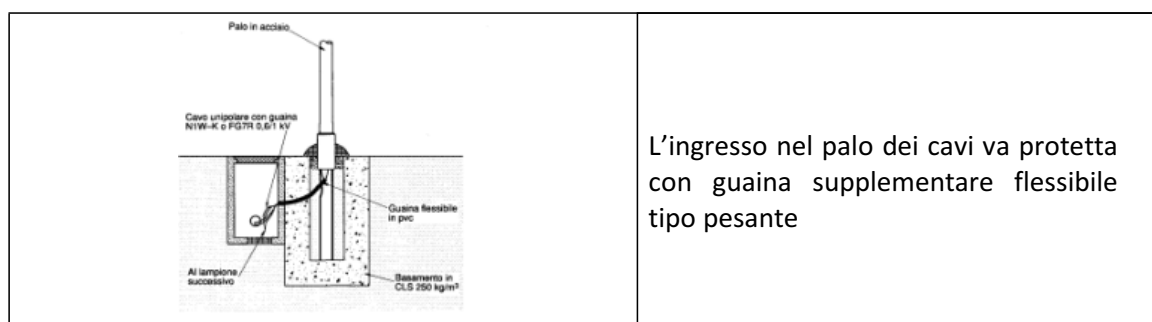 Palo in acciaio
Cavo unipolare con guaina
N1W-K o FG7R 0,6/1 kV
Guaina flessibile
in pvc
Al lampione
successivo
Basamento in
CLS 250 kg/m³
L’ingresso nel palo dei cavi va protetta
con guaina supplementare flessibile
tipo pesante